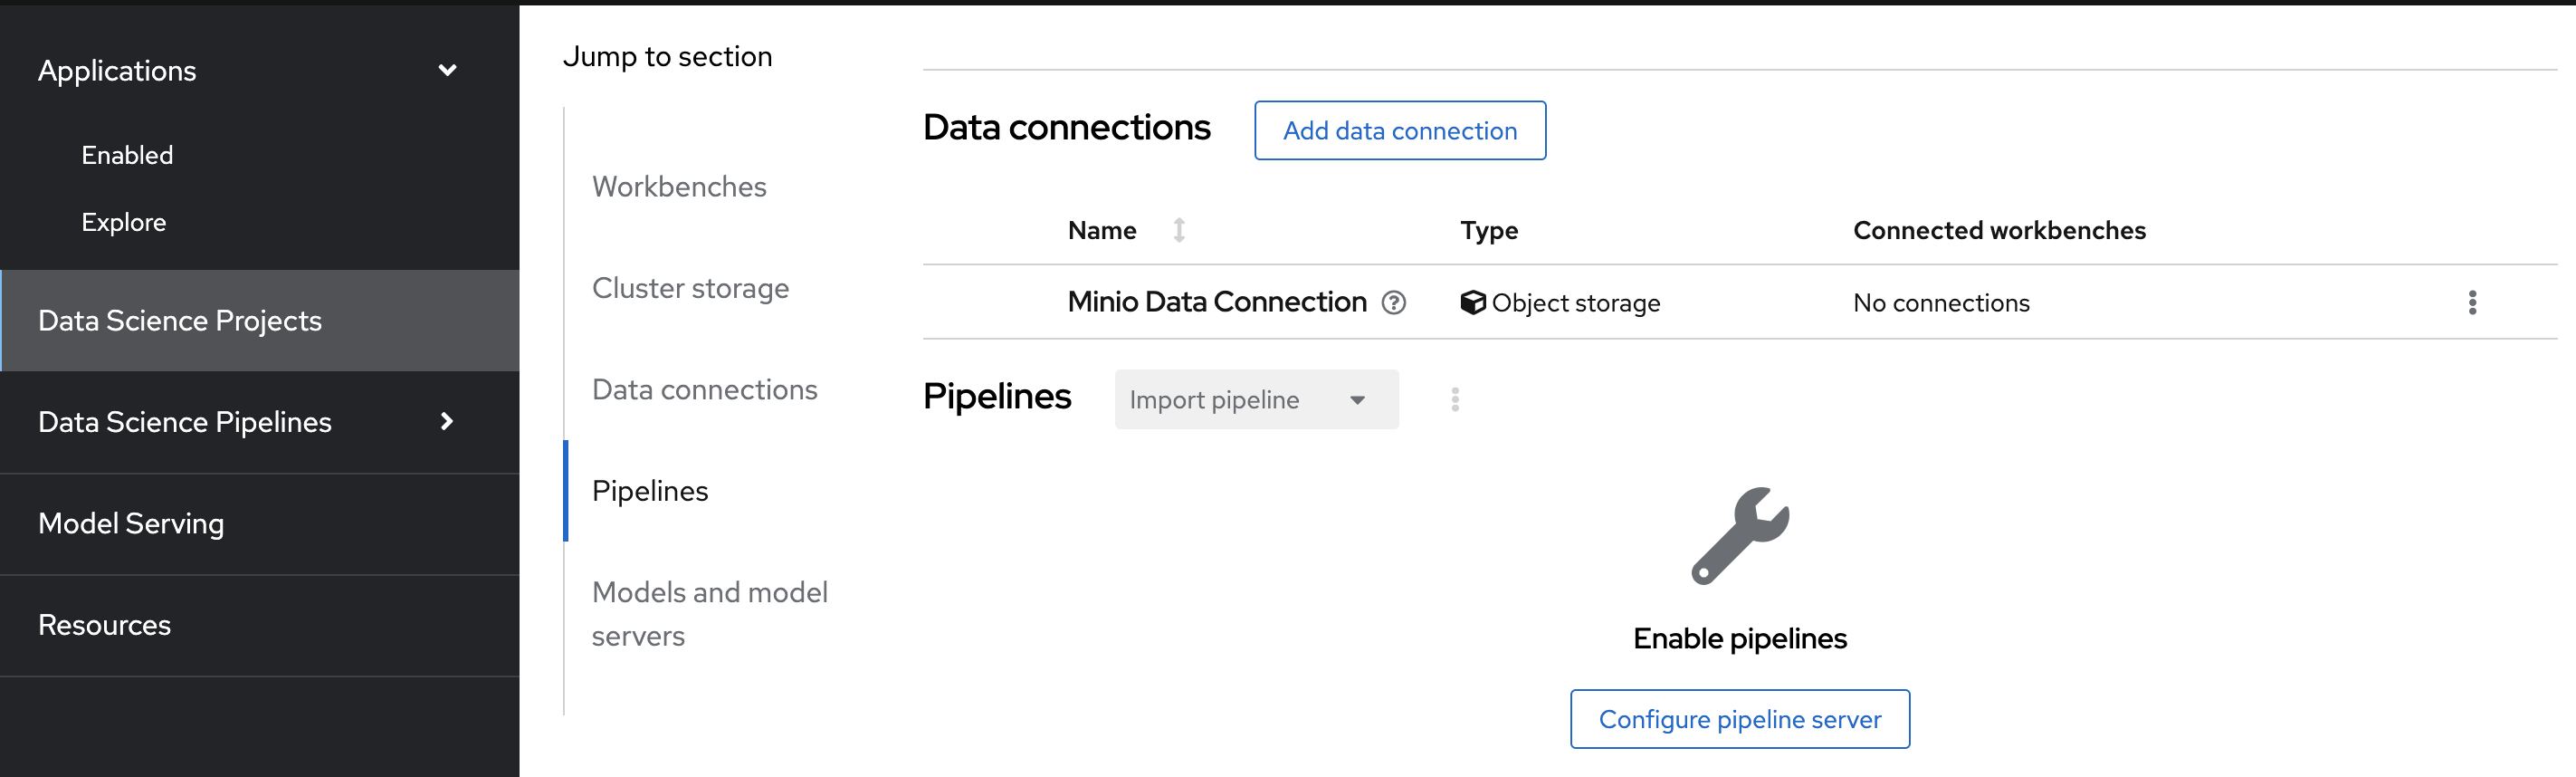 Applications
Enabled
Explore
Data Science Projects
Data Science Pipelines
Model Serving
Resources
Jump to section
Workbenches
Cluster storage
Data connections
Pipelines
Models and model
servers
Data connections Add data connection
Name Type Connected workbenches
Minio Data Connection Object storage No connections
Pipelines Import pipeline
Enable pipelines
Configure pipeline server